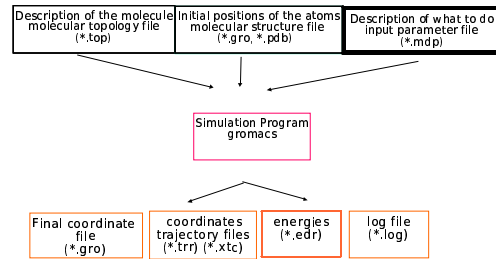 Description of the molecule
molecular topology file
(*.top)
Initial positions of the atoms
molecular structure file
(*.gro, *.pdb)
Description of what to do
input parameter file
(*.mdp)
Simulation Program
gromacs
Final coordinate
file
(*.gro)
coordinates
trajectory files
(*.trr) (*.xtc)
energies
(*.edr)
log file
(*.log)